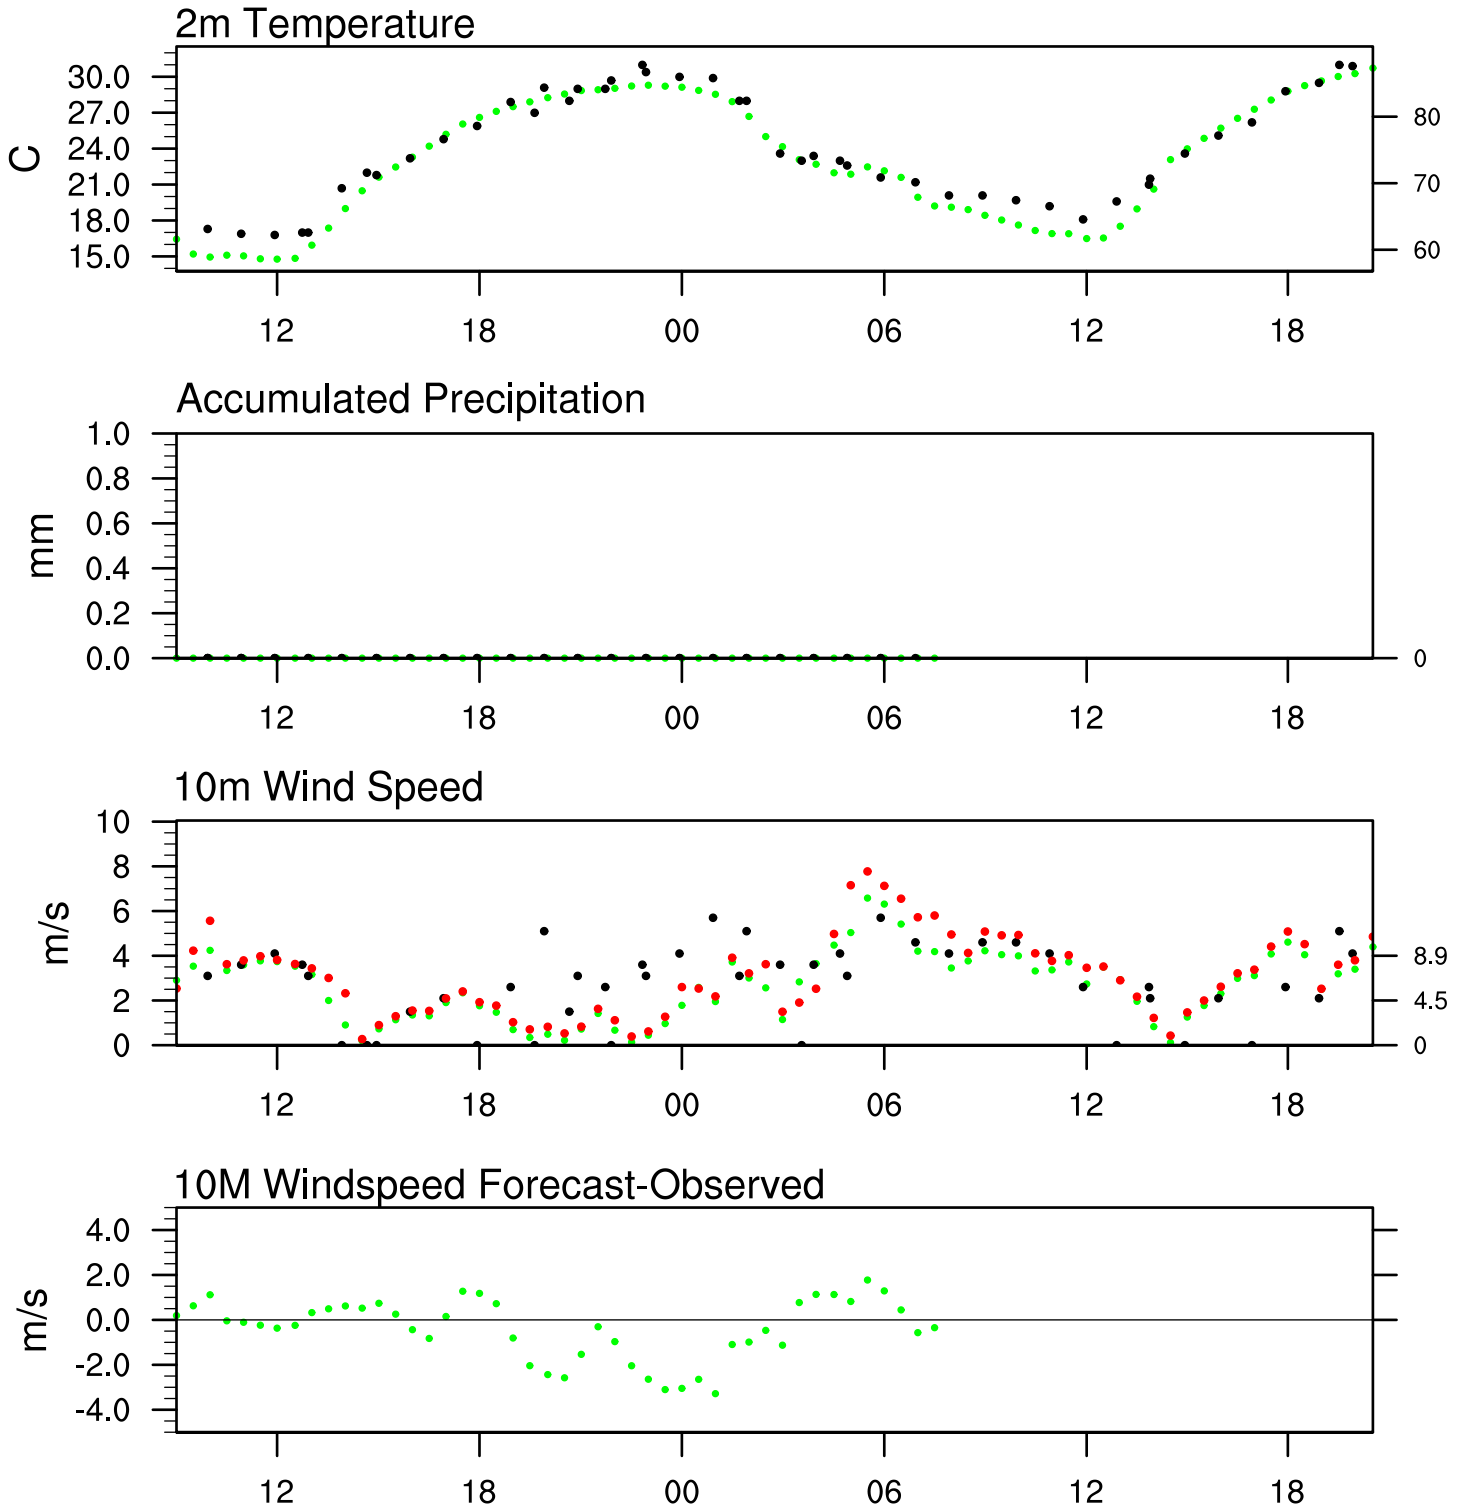 2m Temperature
30.0
27.0
24.0
21.0
18.0
15.0
C
80
70
60
12 18 00 06 12 18
Accumulated Precipitation
1.0
0.8
0.6
0.4
0.2
0.0
mm
0
12 18 00 06 12 18
10m Wind Speed
10
8
6
4
2
0
m/s
8.9
4.5
0
12 18 00 06 12 18
10M Windspeed Forecast-Observed
4.0
2.0
0.0
-2.0
-4.0
m/s
12 18 00 06 12 18